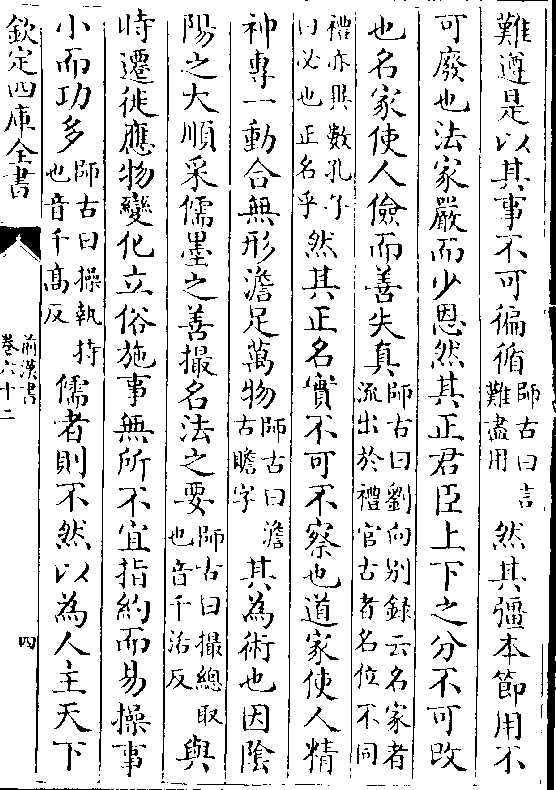 難遵是以其事不可徧循師古曰言難盡用然其彊本節用不
可廢也法家嚴而少恩然其正君臣上下之分不可改
也名家使人儉而善失真師古曰劉向别録云名家者流出於禮官古者名位不同
禮亦異數孔子曰必也正名乎然其正名實不可不察也道家使人精
神專一動合無形澹足萬物師古曰澹古贍字其為術也因隂
陽之大順采儒墨之善撮名法之要師古曰撮總取也音千活反與
時遷徙應物變化立俗施事無所不宜指約而易操事
小而功多師古曰操執持也音千高反儒者則不然以為人主天下
欽定四庫全書
前漢書
卷六十二
四